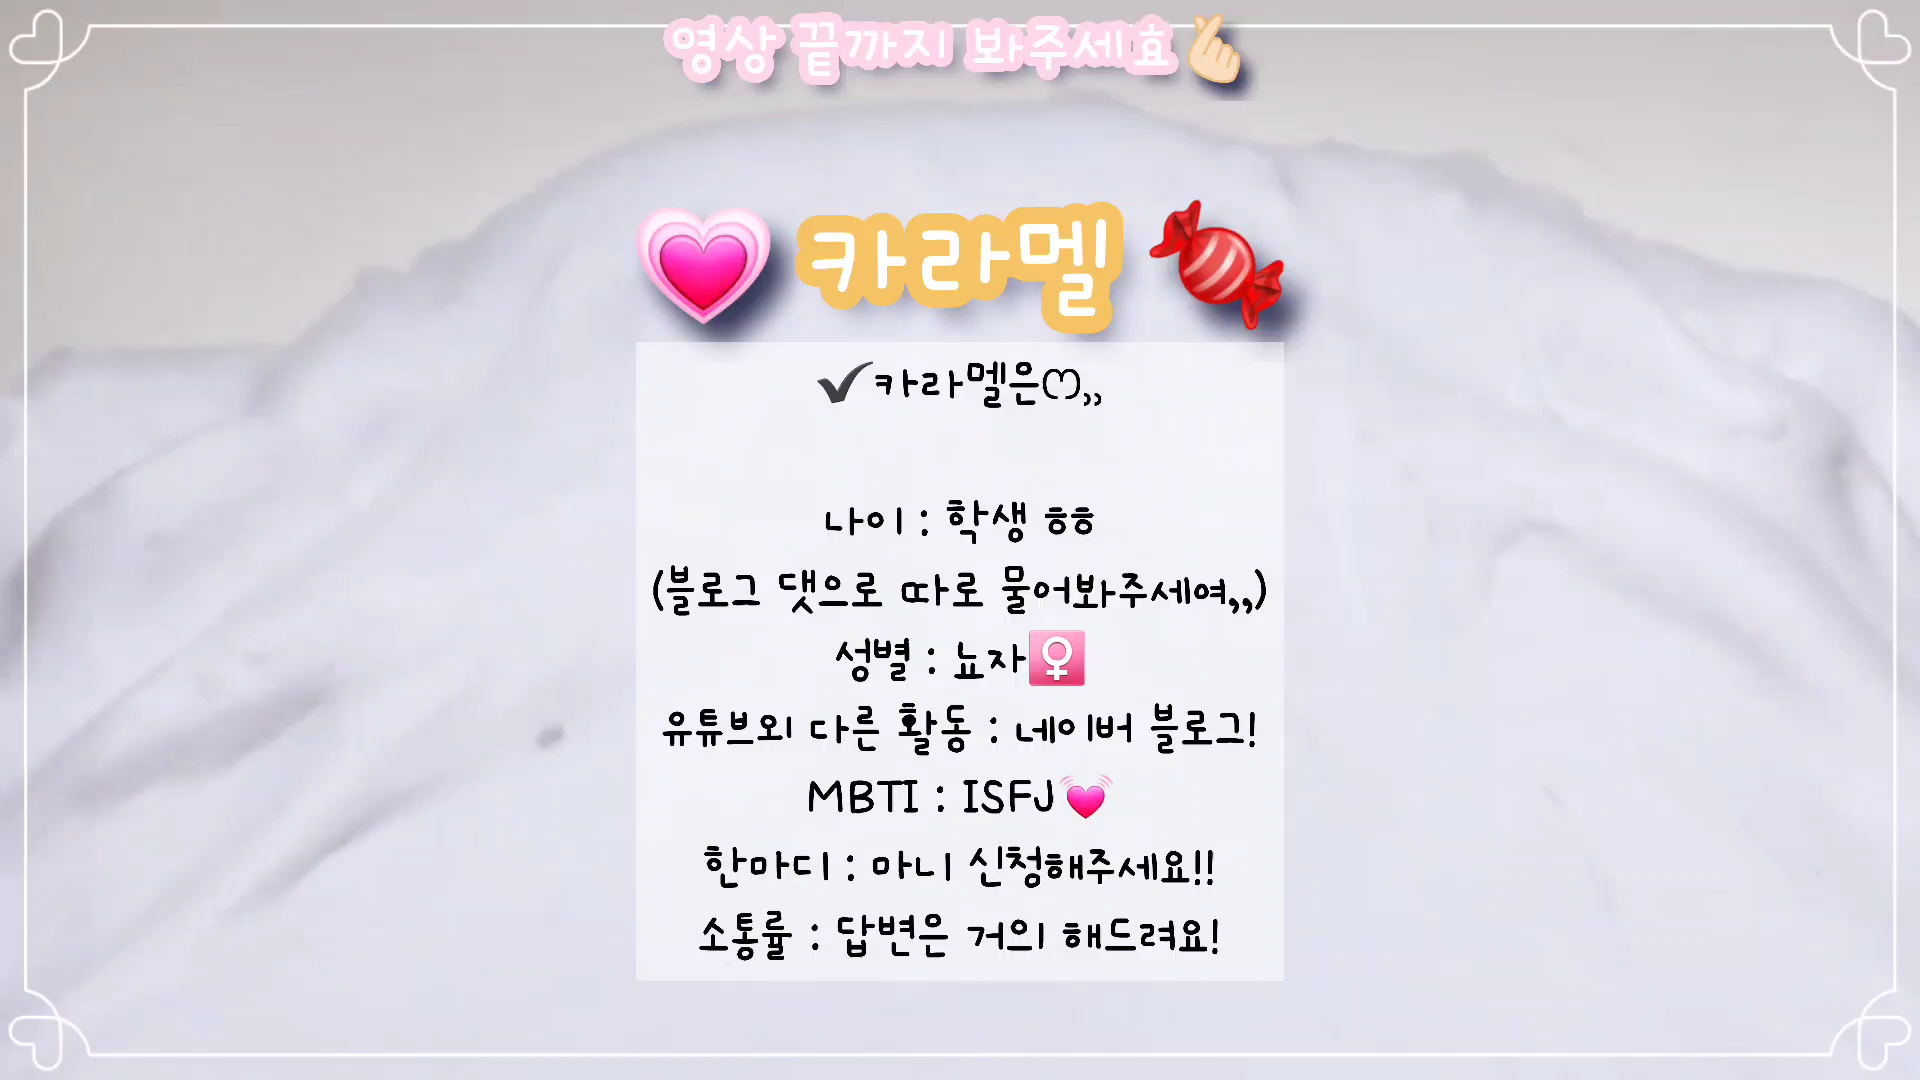 영상 끝까지 봐주세효🫰🏻
💗카라멜🍬
✔카라멜은ෆ,,
나이 : 학생 ㅎㅎ
(블로그 댓으로 따로 물어봐주세여,,)
성별 : 뇨자🚺
유튜브외 다른 활동 : 네이버 블로그!
MBTI : ISFJ💓
한마디 : 마니 신청해주세요!!
소통률 : 답변은 거의 해드려요!